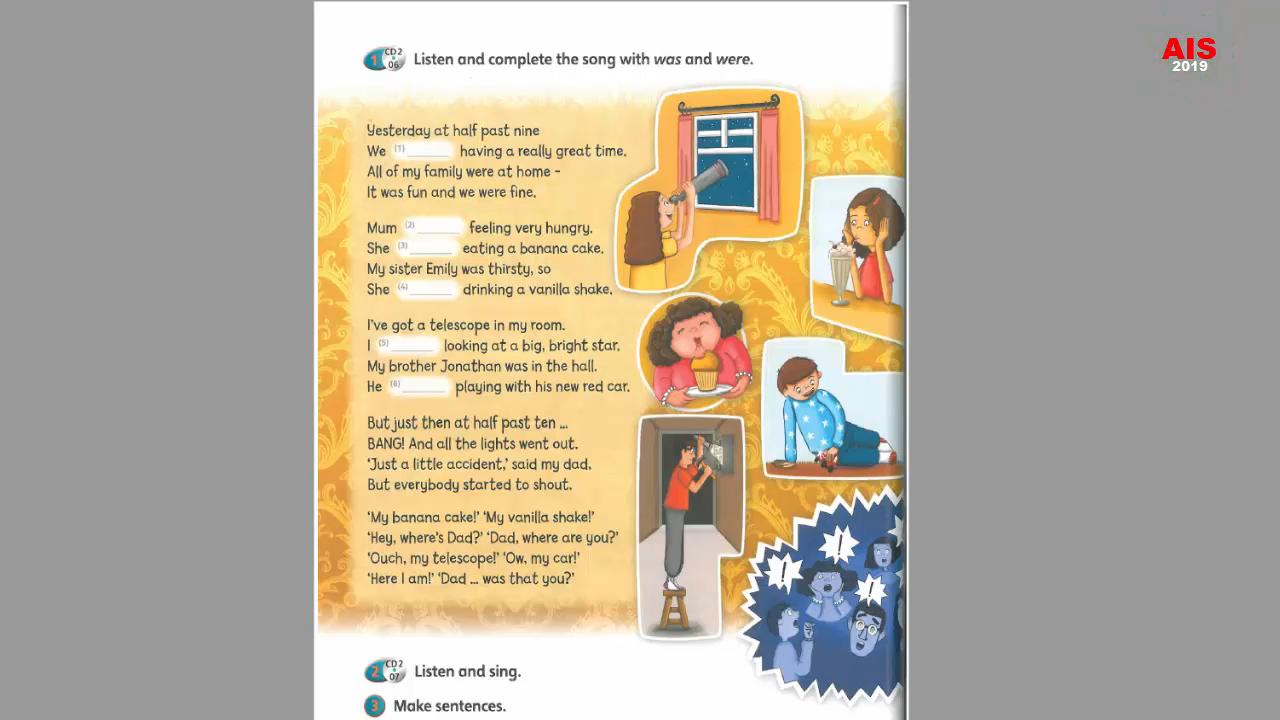 AIS
2019
1 CD 2 06 Listen and complete the song with was and were.
Yesterday at half past nine
We (1)______ having a really great time.
All of my family were at home -
It was fun and we were fine.
Mum (2)______ feeling very hungry.
She (3)______ eating a banana cake.
My sister Emily was thirsty, so
She (4)______ drinking a vanilla shake.
I've got a telescope in my room.
I (5)______ looking at a big, bright star.
My brother Jonathan was in the hall.
He (6)______ playing with his new red car.
But just then at half past ten ...
BANG! And all the lights went out.
'Just a little accident,' said my dad,
But everybody started to shout.
'My banana cake!' 'My vanilla shake!'
'Hey, where's Dad?' 'Dad, where are you?'
'Ouch, my telescope!' 'Ow, my car!'
'Here I am!' 'Dad ... was that you?'
!
!
!
2 CD 2 07 Listen and sing.
3 Make sentences.